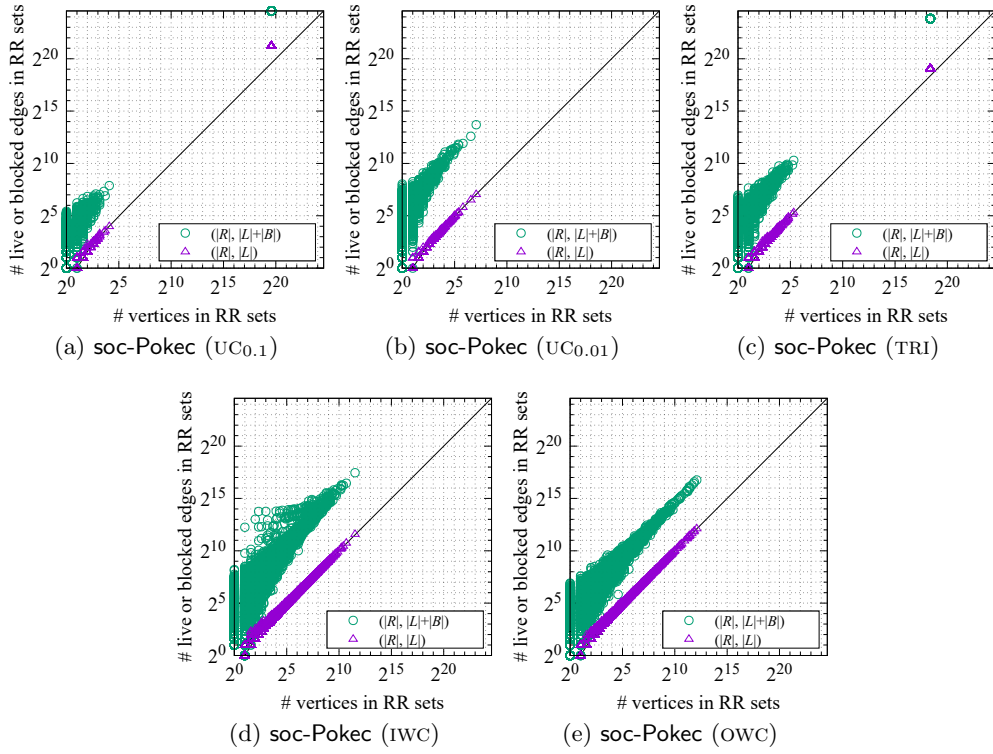 # live or blocked edges in RR sets
2^20
2^15
2^10
2^5
2^0
(|R|, |L|+|B|)
(|R|, |L|)
2^0 2^5 2^10 2^15 2^20
# vertices in RR sets
(a) soc-Pokec (UC0.1)
# live or blocked edges in RR sets
2^20
2^15
2^10
2^5
2^0
(|R|, |L|+|B|)
(|R|, |L|)
2^0 2^5 2^10 2^15 2^20
# vertices in RR sets
(b) soc-Pokec (UC0.01)
# live or blocked edges in RR sets
2^20
2^15
2^10
2^5
2^0
(|R|, |L|+|B|)
(|R|, |L|)
2^0 2^5 2^10 2^15 2^20
# vertices in RR sets
(c) soc-Pokec (TRI)
# live or blocked edges in RR sets
2^20
2^15
2^10
2^5
2^0
(|R|, |L|+|B|)
(|R|, |L|)
2^0 2^5 2^10 2^15 2^20
# vertices in RR sets
(d) soc-Pokec (IWC)
# live or blocked edges in RR sets
2^20
2^15
2^10
2^5
2^0
(|R|, |L|+|B|)
(|R|, |L|)
2^0 2^5 2^10 2^15 2^20
# vertices in RR sets
(e) soc-Pokec (OWC)